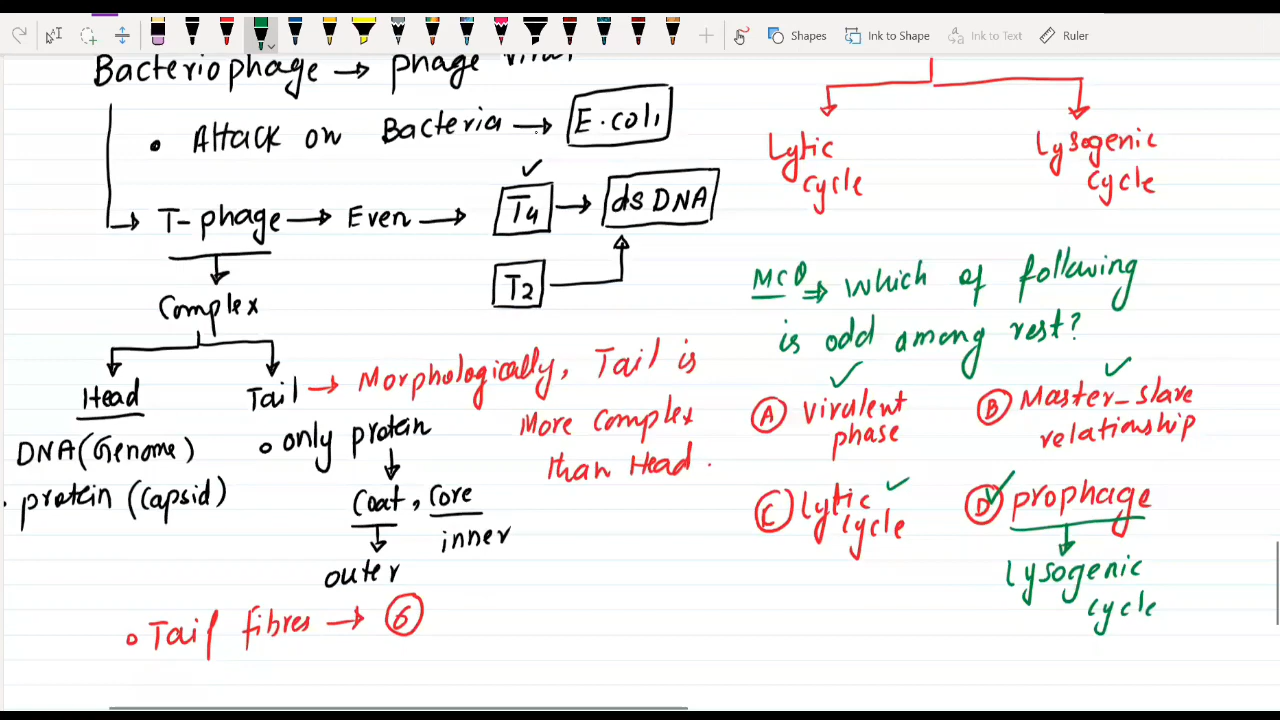 Shapes
Ink to Shape
Ink to Text
Ruler
Bacteriophage → phage
• Attack on Bacteria → E.coli
T-phage → Even → T4 → dsDNA
T2
Complex
Head
DNA (Genome)
• protein (capsid)
Tail → Morphologically, Tail is
More complex
than Head.
• only protein
Coat, Core
inner
outer
• Tail fibres → 6
Lytic
cycle
Lysogenic
cycle
MCQ ⇒ which of following
is odd among rest?
(A) Virulent
phase
(B) Master-slave
relationship
(C) Lytic
cycle
(D) prophage
Lysogenic
cycle